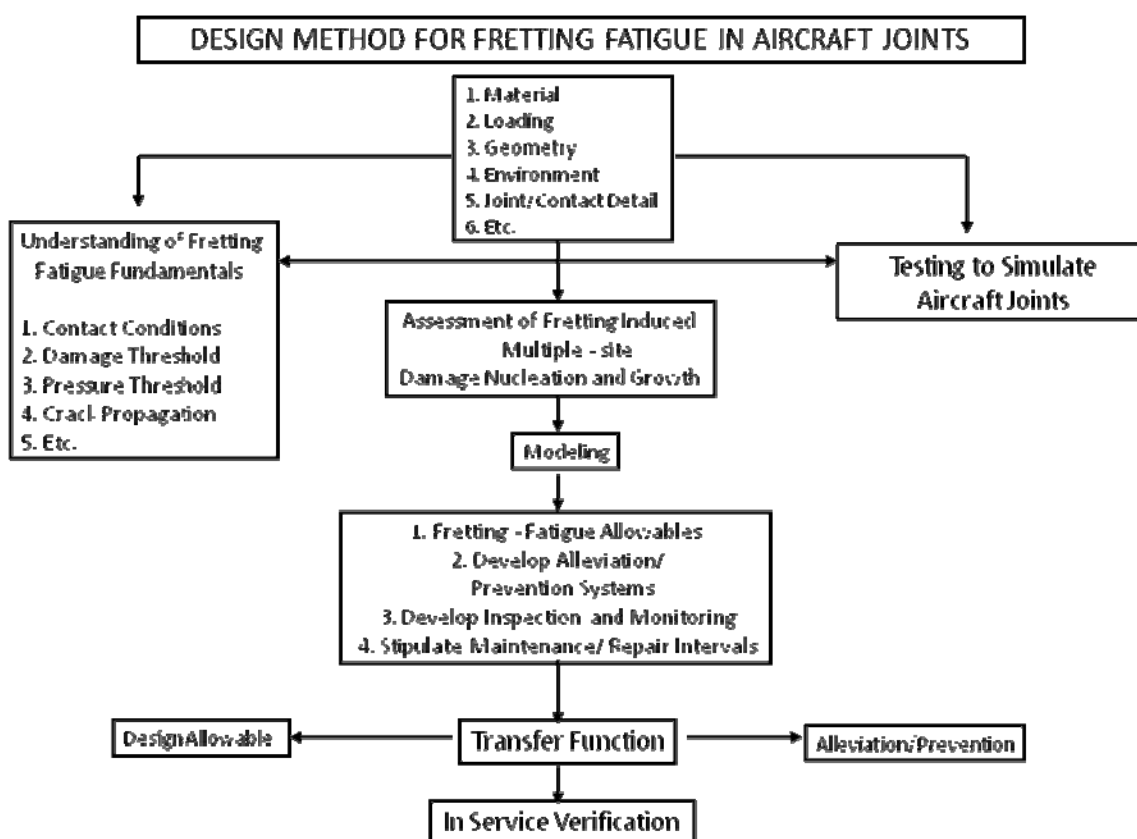 DESIGN METHOD FOR FRETTING FATIGUE IN AIRCRAFT JOINTS
1. Material
2. Loading
3. Geometry
4. Environment
5. Joint/Contact Detail
6. Etc.
Understanding of Fretting
Fatigue Fundamentals
1. Contact Conditions
2. Damage Threshold
3. Pressure Threshold
4. Crack Propagation
5. Etc.
Testing to Simulate
Aircraft Joints
Assessment of Fretting Induced
Multiple - site
Damage Nucleation and Growth
Modeling
1. Fretting - Fatigue Allowables
2. Develop Alleviation/
Prevention Systems
3. Develop Inspection and Monitoring
4. Stipulate Maintenance/ Repair Intervals
Design Allowable
Transfer Function
Alleviation/Prevention
In Service Verification